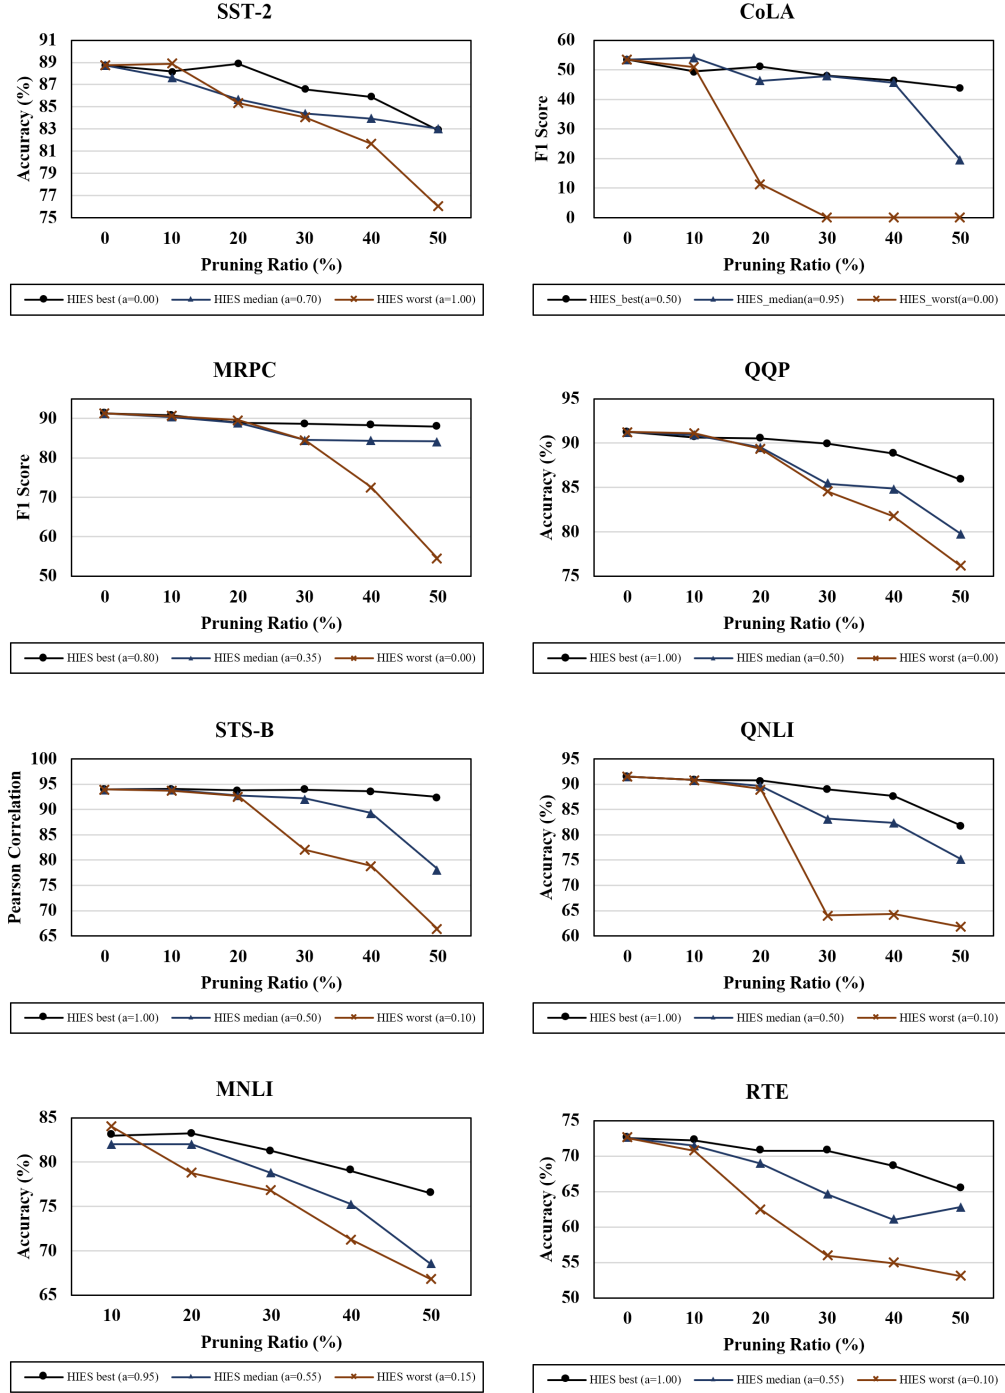 SST-2
91
89
87
85
83
81
79
77
75
Accuracy (%)
0 10 20 30 40 50
Pruning Ratio (%)
HIES best (a=0.00) HIES median (a=0.70) HIES worst (a=1.00)
CoLA
60
50
40
30
20
10
0
F1 Score
0 10 20 30 40 50
Pruning Ratio (%)
HIES_best(a=0.50) HIES_median(a=0.95) HIES_worst(a=0.00)
MRPC
90
80
70
60
50
F1 Score
0 10 20 30 40 50
Pruning Ratio (%)
HIES best (a=0.80) HIES median (a=0.35) HIES worst (a=0.00)
QQP
95
90
85
80
75
Accuracy (%)
0 10 20 30 40 50
Pruning Ratio (%)
HIES best (a=1.00) HIES median (a=0.50) HIES worst (a=0.00)
STS-B
100
95
90
85
80
75
70
65
Pearson Correlation
0 10 20 30 40 50
Pruning Ratio (%)
HIES best (a=1.00) HIES median (a=0.50) HIES worst (a=0.10)
QNLI
95
90
85
80
75
70
65
60
Accuracy (%)
0 10 20 30 40 50
Pruning Ratio (%)
HIES best (a=1.00) HIES median (a=0.50) HIES worst (a=0.10)
MNLI
85
80
75
70
65
Accuracy (%)
10 20 30 40 50
Pruning Ratio (%)
HIES best (a=0.95) HIES median (a=0.55) HIES worst (a=0.15)
RTE
75
70
65
60
55
50
Accuracy (%)
0 10 20 30 40 50
Pruning Ratio (%)
HIES best (a=1.00) HIES median (a=0.55) HIES worst (a=0.10)